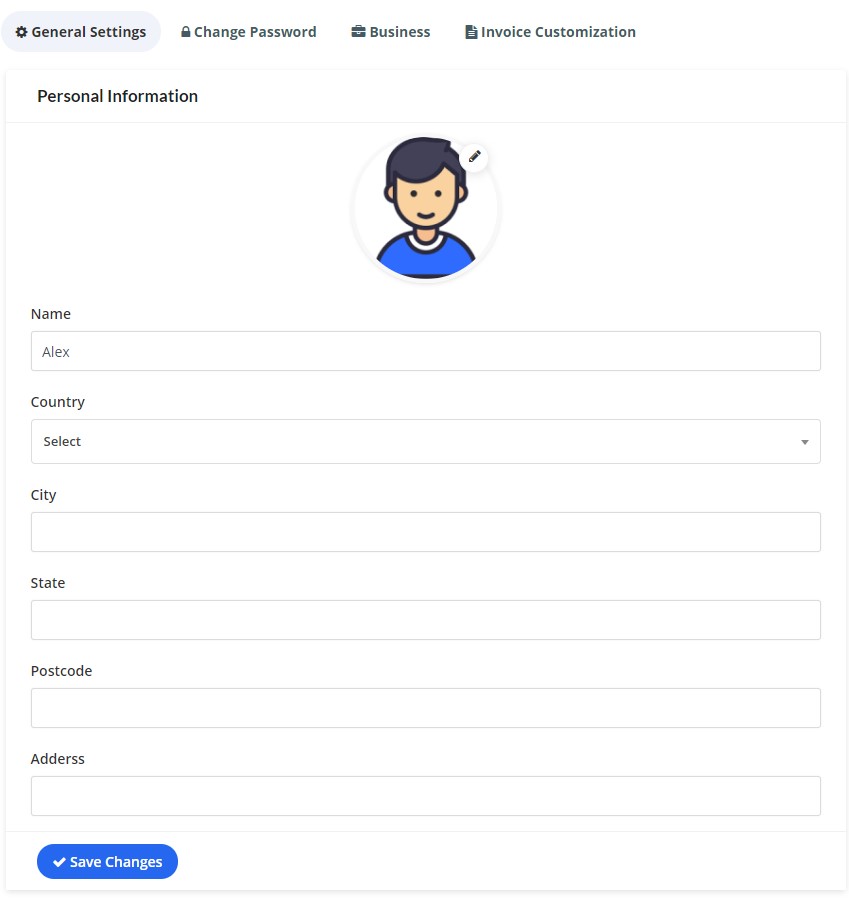 General Settings Change Password Business Invoice Customization
Personal Information
Name
Alex
Country
Select
City
State
Postcode
Adderss
Save Changes